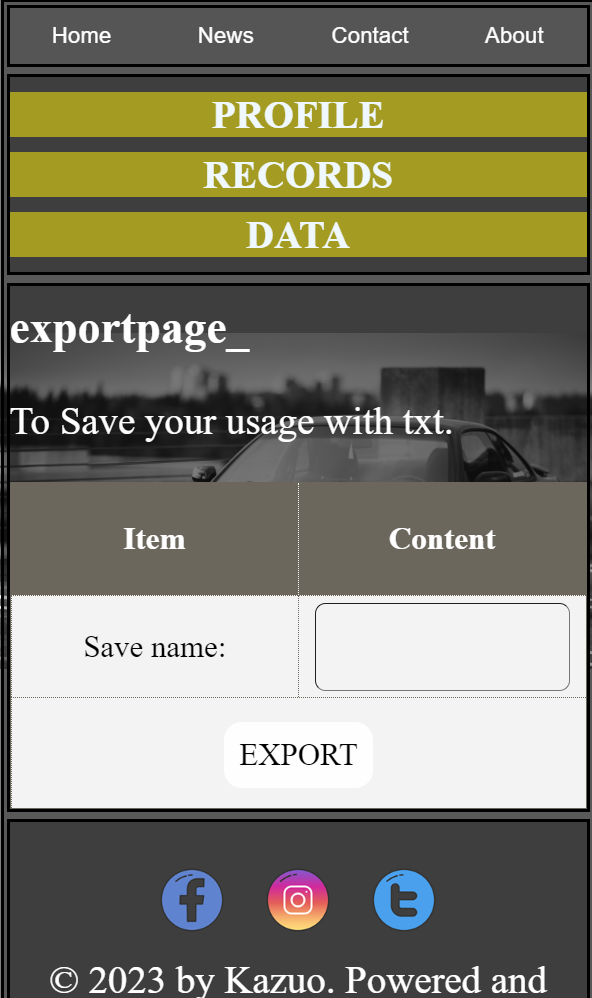 Home News Contact About
PROFILE
RECORDS
DATA
exportpage_
To Save your usage with txt.
Item Content
Save name:
EXPORT
© 2023 by Kazuo. Powered and